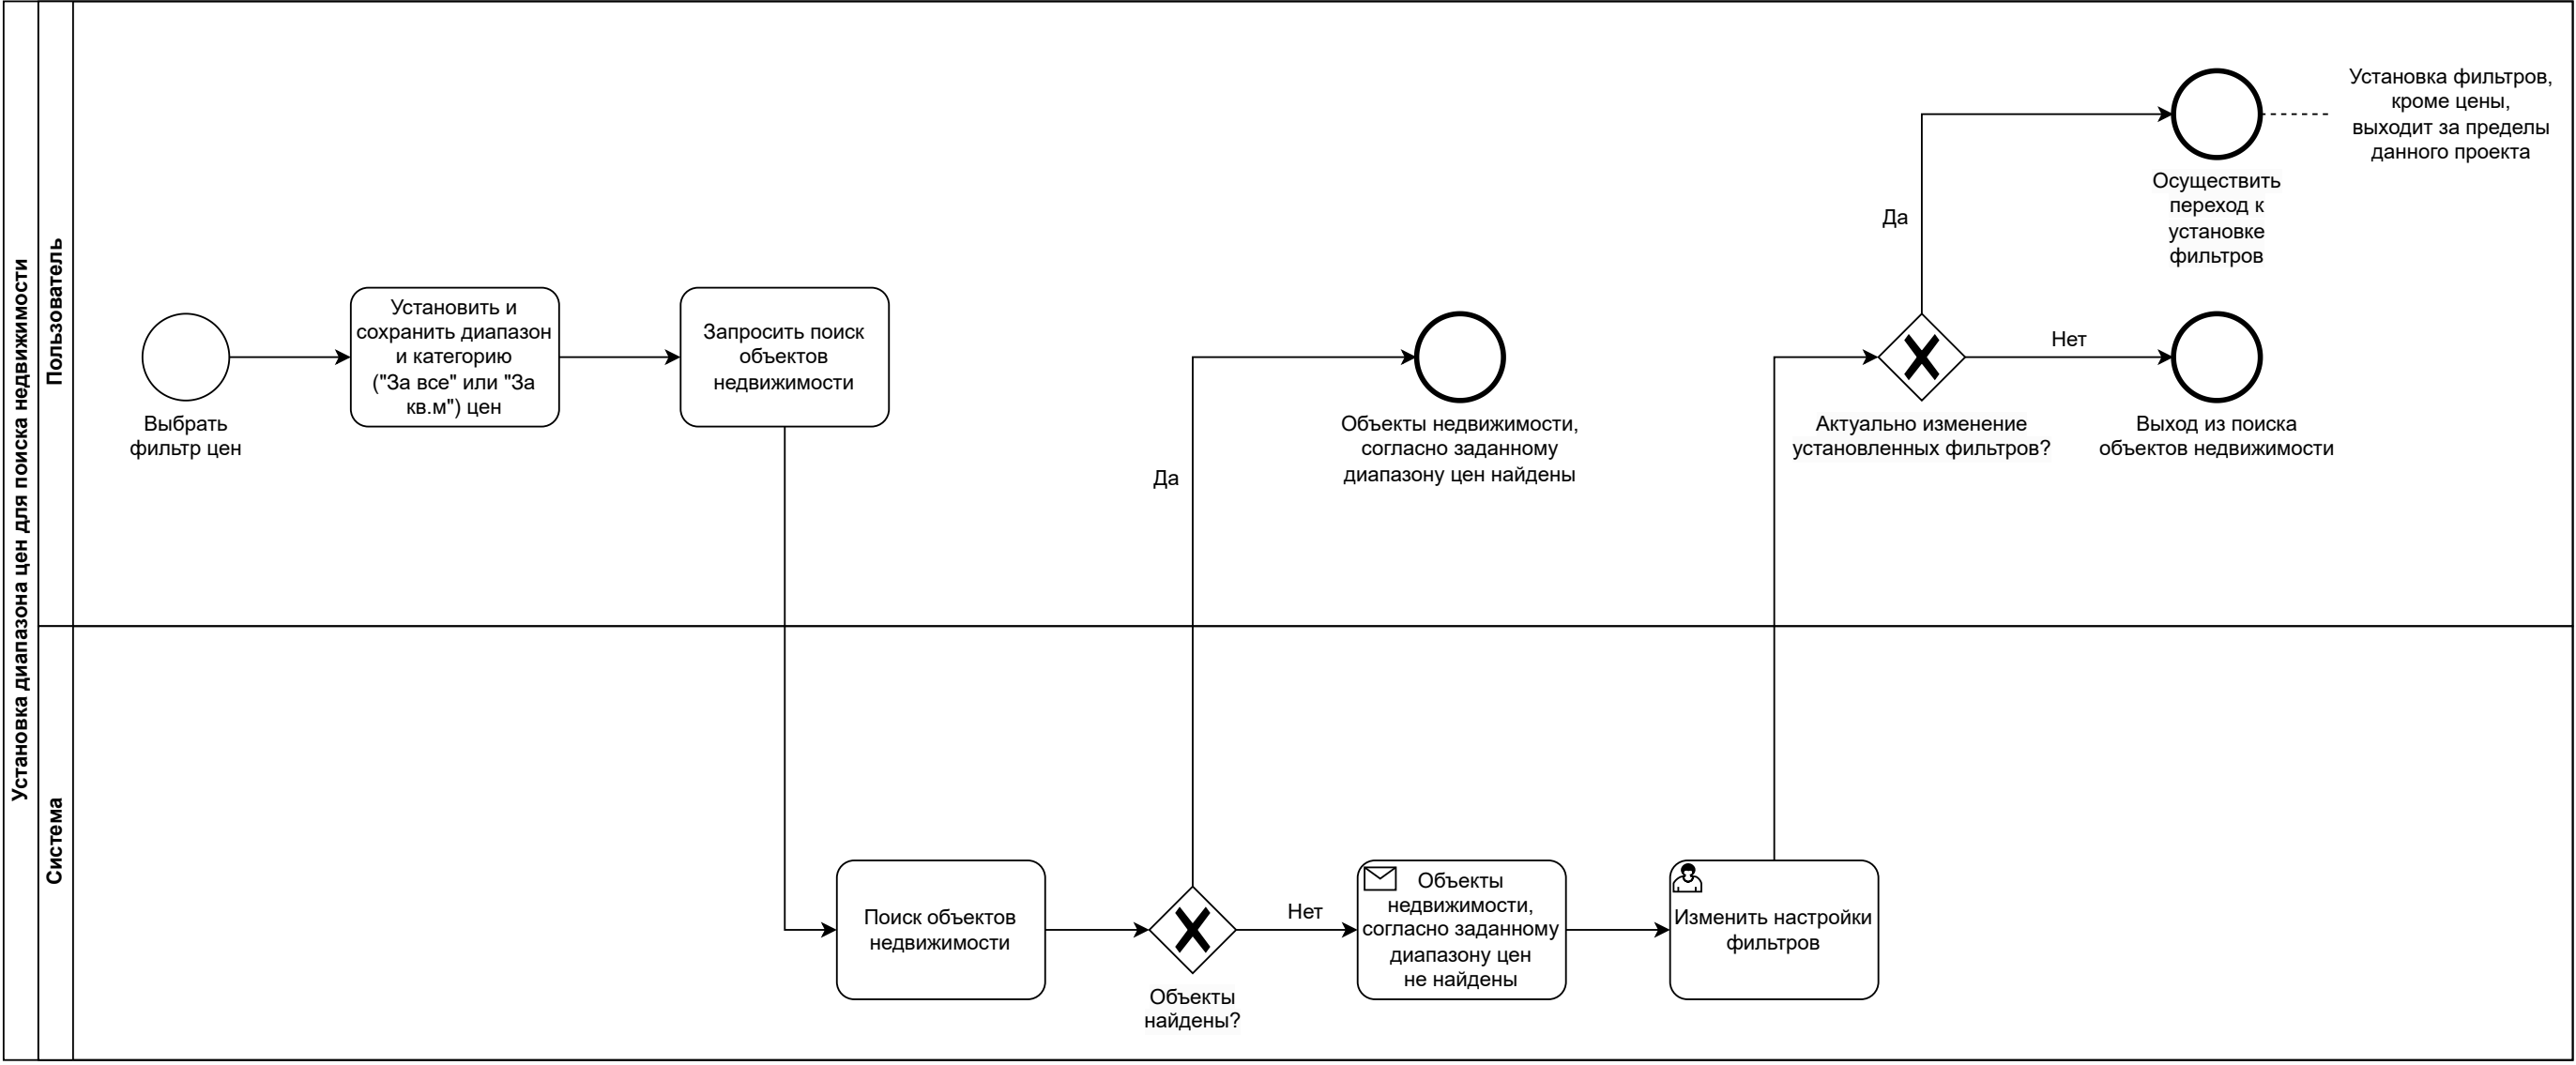 Установка диапазона цен для поиска недвижимости
Пользователь
Выбрать
фильтр цен
Установить и
сохранить диапазон
и категорию
("За все" или "За
кв.м") цен
Запросить поиск
объектов
недвижимости
Да
Объекты недвижимости,
согласно заданному
диапазону цен найдены
Актуально изменение
установленных фильтров?
Да
Осуществить
переход к
установке
фильтров
Установка фильтров,
кроме цены,
выходит за пределы
данного проекта
Нет
Выход из поиска
объектов недвижимости
Система
Поиск объектов
недвижимости
Объекты
найдены?
Нет
Объекты
недвижимости,
согласно заданному
диапазону цен
не найдены
Изменить настройки
фильтров